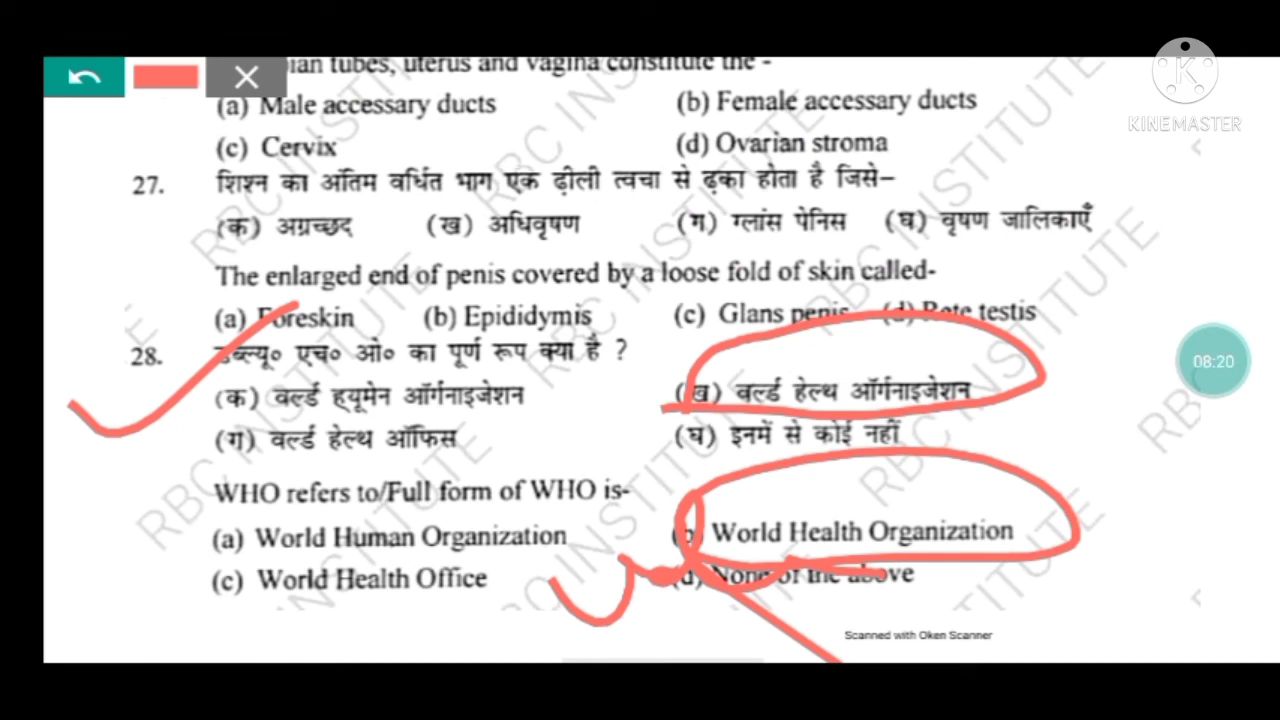 ian tubes, uterus and vagina constitute the -
(a) Male accessary ducts (b) Female accessary ducts
(c) Cervix (d) Ovarian stroma
27. शिश्न का अंतिम वर्धित भाग एक ढ़ीली त्वचा से ढ़का होता है जिसे–
(क) अग्रच्छद (ख) अधिवृषण (ग) ग्लांस पेनिस (घ) वृषण जालिकाएँ
The enlarged end of penis covered by a loose fold of skin called-
(a) Foreskin (b) Epididymis (c) Glans penis (d) Rete testis
28. डब्ल्यू० एच० ओ० का पूर्ण रूप क्या है ?
(क) वर्ल्ड ह्यूमेन ऑर्गनाइजेशन (ख) वर्ल्ड हेल्थ ऑर्गनाइजेशन
(ग) वर्ल्ड हेल्थ ऑफिस (घ) इनमें से कोई नहीं
WHO refers to/Full form of WHO is-
(a) World Human Organization (b) World Health Organization
(c) World Health Office (d) None of the above
Scanned with Oken Scanner
KINEMASTER
08:20
RBC INSTITUTE